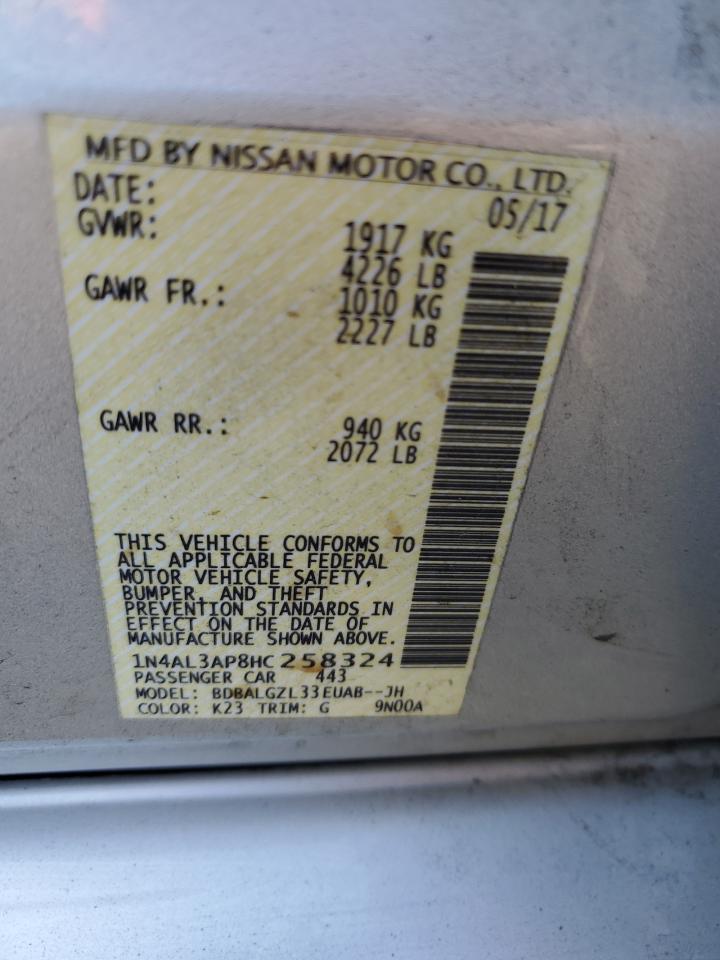 MFD BY NISSAN MOTOR CO., LTD.
DATE: 05/17
GVWR: 1917 KG
4226 LB
GAWR FR.: 1010 KG
2227 LB
GAWR RR.: 940 KG
2072 LB
THIS VEHICLE CONFORMS TO
ALL APPLICABLE FEDERAL
MOTOR VEHICLE SAFETY,
BUMPER, AND THEFT
PREVENTION STANDARDS IN
EFFECT ON THE DATE OF
MANUFACTURE SHOWN ABOVE.
1N4AL3AP8HC258324
PASSENGER CAR 443
MODEL: BDBALGZL33EUAB--JH
COLOR: K23 TRIM: G 9N00A